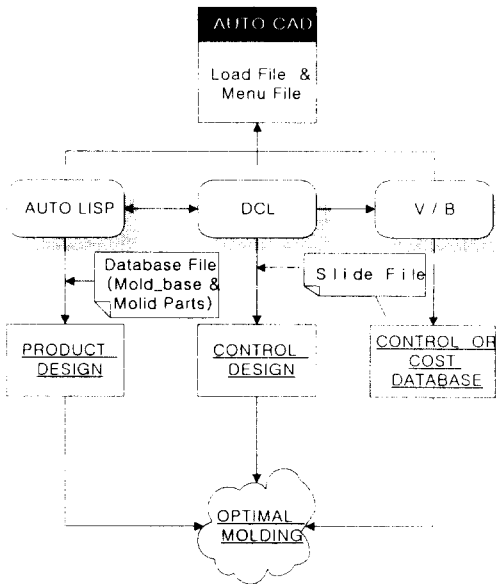 AUTO CAD
Load File &
Menu File
AUTO LISP
DCL
V / B
Database File
(Mold_base &
Molid Parts)
Slide File
PRODUCT
DESIGN
CONTROL
DESIGN
CONTROL OR
COST
DATABASE
OPTIMAL
MOLDING